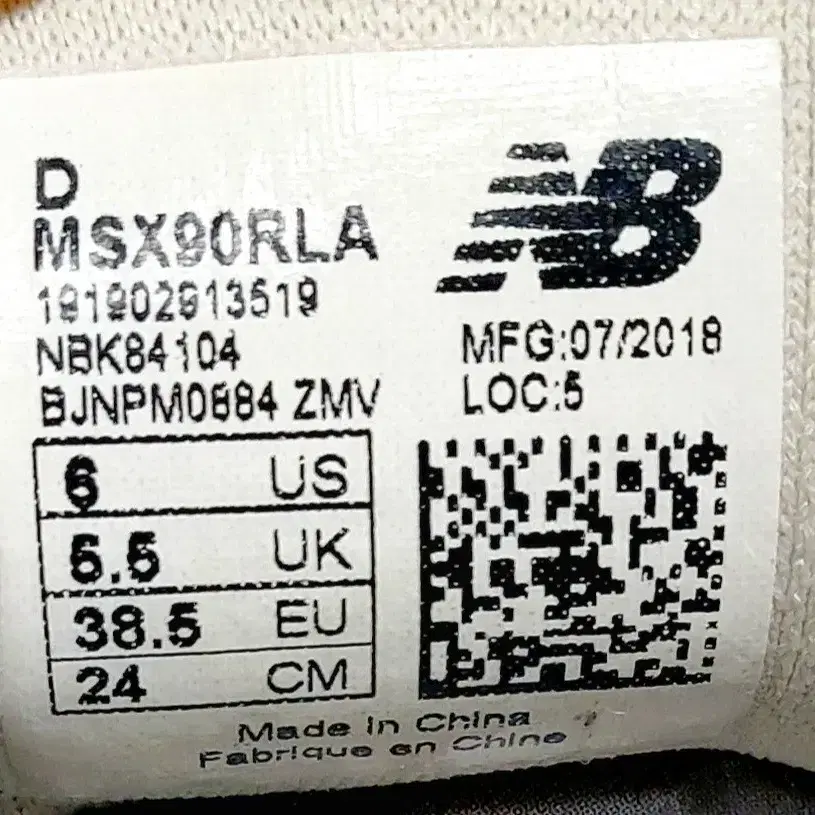 D
MSX90RLA
NB
191902913519
NBK84104
MFG:07/2018
BJNPM0884 ZMV
LOC:5
6 US
5.5 UK
38.5 EU
24 CM
Made in China
Fabrique en Chine